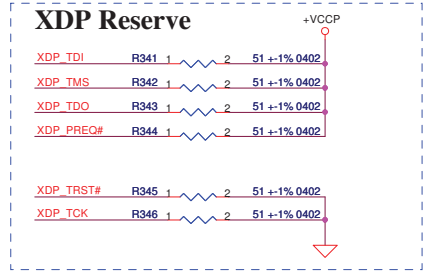 XDP Reserve
+VCCP
XDP_TDI R341 1 2 51 +-1% 0402
XDP_TMS R342 1 2 51 +-1% 0402
XDP_TDO R343 1 2 51 +-1% 0402
XDP_PREQ# R344 1 2 51 +-1% 0402
XDP_TRST# R345 1 2 51 +-1% 0402
XDP_TCK R346 1 2 51 +-1% 0402